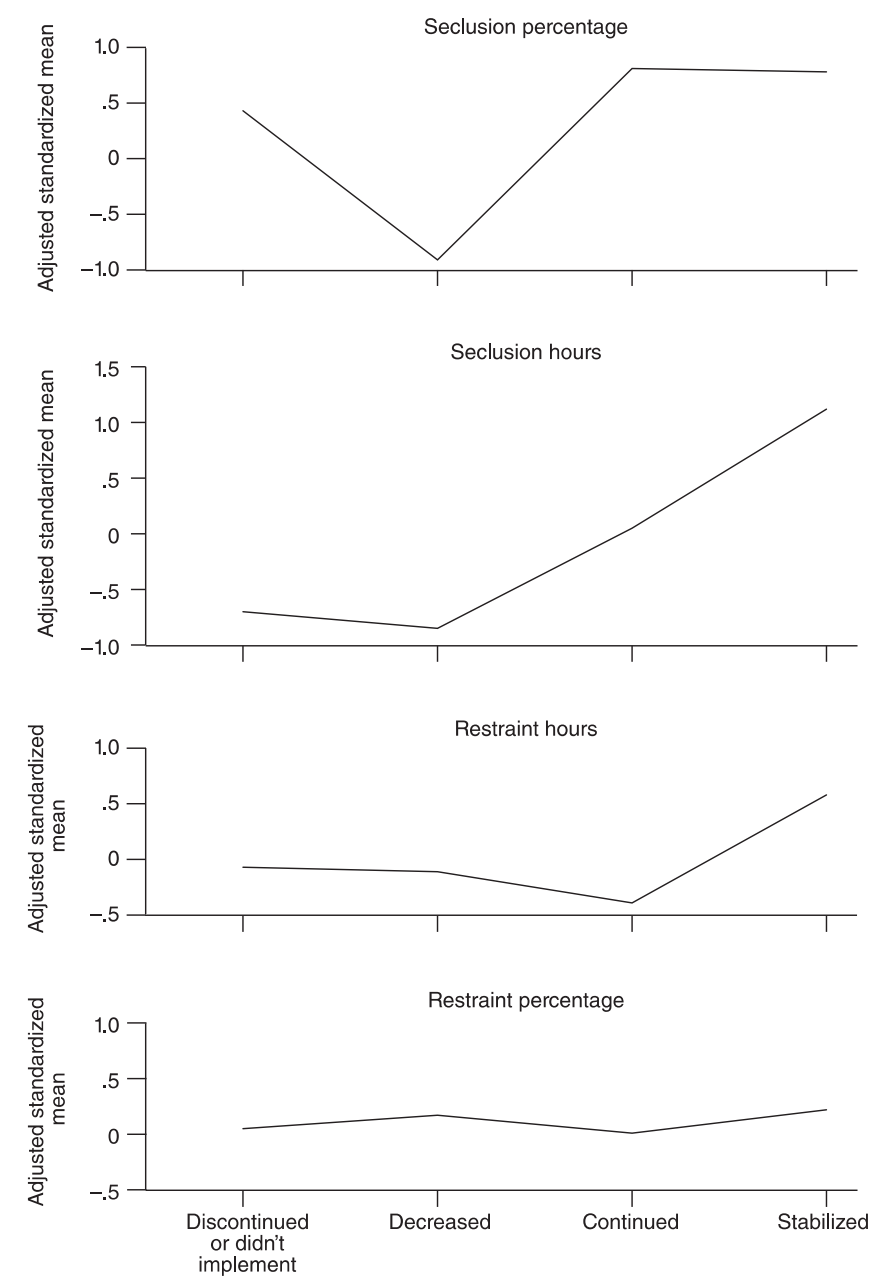 Seclusion percentage
Adjusted standardized mean
1.0
.5
0
–.5
–1.0
Seclusion hours
Adjusted standardized mean
1.5
1.0
.5
0
–.5
–1.0
Restraint hours
Adjusted standardized
mean
1.0
.5
0
–.5
Restraint percentage
Adjusted standardized
mean
1.0
.5
0
–.5
Discontinued
or didn't
implement
Decreased
Continued
Stabilized